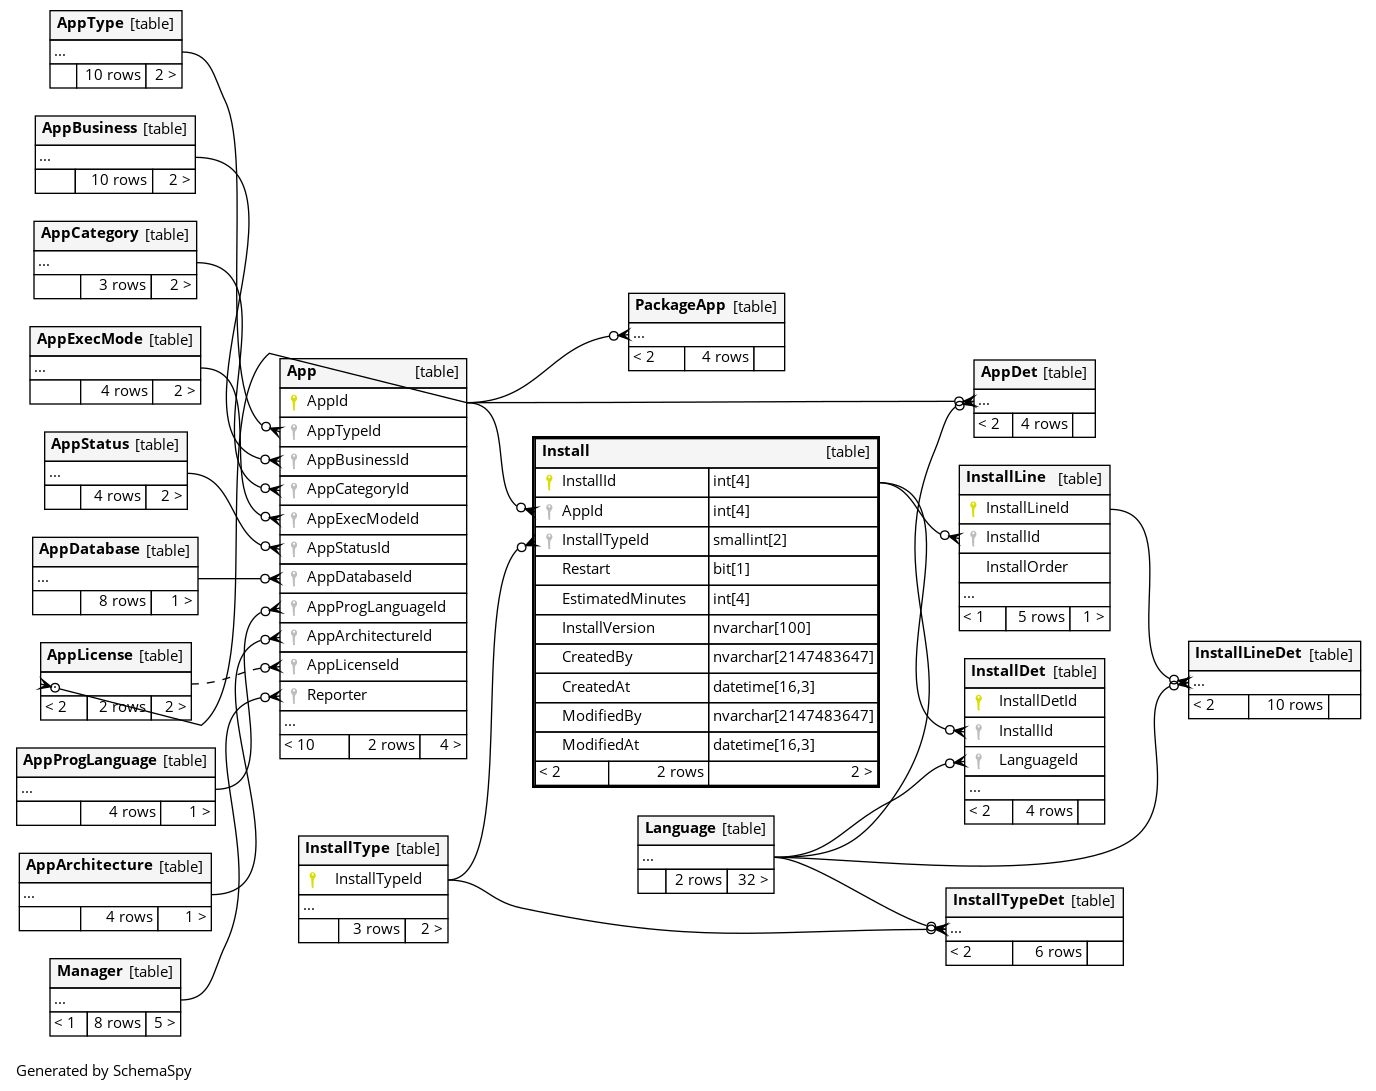 AppType [table]
...
10 rows 2 >
AppBusiness [table]
...
10 rows 2 >
AppCategory [table]
...
3 rows 2 >
AppExecMode [table]
...
4 rows 2 >
AppStatus [table]
...
4 rows 2 >
AppDatabase [table]
...
8 rows 1 >
AppLicense [table]
< 2 2 rows 2 >
AppProgLanguage [table]
...
4 rows 1 >
AppArchitecture [table]
...
4 rows 1 >
Manager [table]
...
< 1 8 rows 5 >
App [table]
AppId
AppTypeId
AppBusinessId
AppCategoryId
AppExecModeId
AppStatusId
AppDatabaseId
AppProgLanguageId
AppArchitectureId
AppLicenseId
Reporter
...
< 10 2 rows 4 >
InstallType [table]
InstallTypeId
...
3 rows 2 >
PackageApp [table]
...
< 2 4 rows
Install [table]
InstallId int[4]
AppId int[4]
InstallTypeId smallint[2]
Restart bit[1]
EstimatedMinutes int[4]
InstallVersion nvarchar[100]
CreatedBy nvarchar[2147483647]
CreatedAt datetime[16,3]
ModifiedBy nvarchar[2147483647]
ModifiedAt datetime[16,3]
< 2 2 rows 2 >
Language [table]
...
2 rows 32 >
AppDet [table]
...
< 2 4 rows
InstallLine [table]
InstallLineId
InstallId
InstallOrder
...
< 1 5 rows 1 >
InstallDet [table]
InstallDetId
InstallId
LanguageId
...
< 2 4 rows
InstallTypeDet [table]
...
< 2 6 rows
InstallLineDet [table]
...
< 2 10 rows
Generated by SchemaSpy